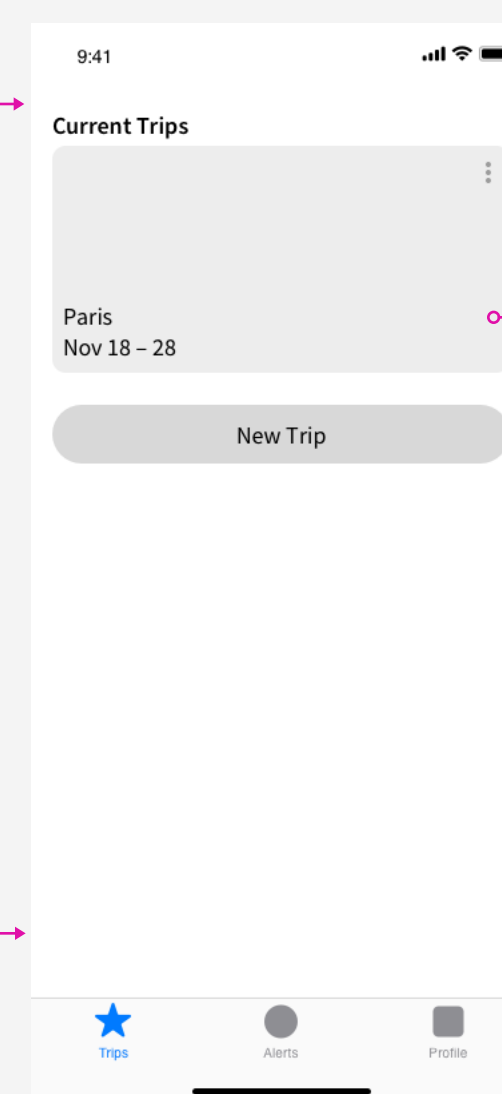 9:41
Current Trips
Paris
Nov 18 – 28
New Trip
Trips
Alerts
Profile